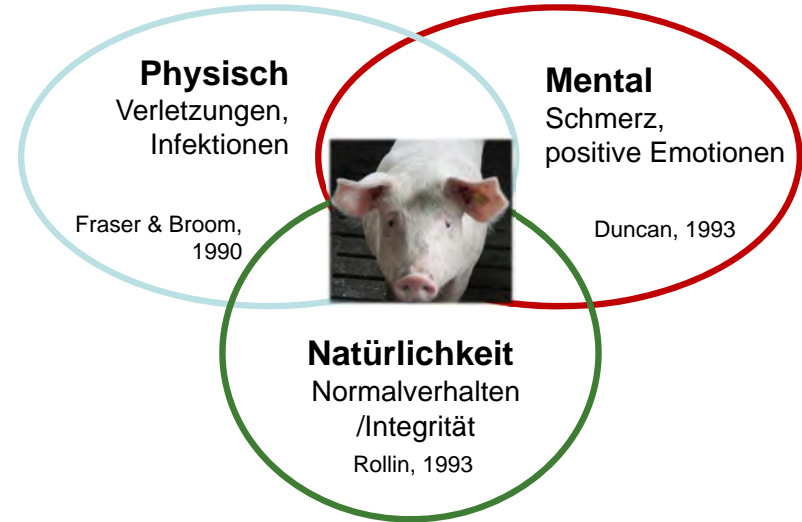 Physisch
Verletzungen,
Infektionen
Fraser & Broom,
1990
Mental
Schmerz,
positive Emotionen
Duncan, 1993
Natürlichkeit
Normalverhalten
/Integrität
Rollin, 1993